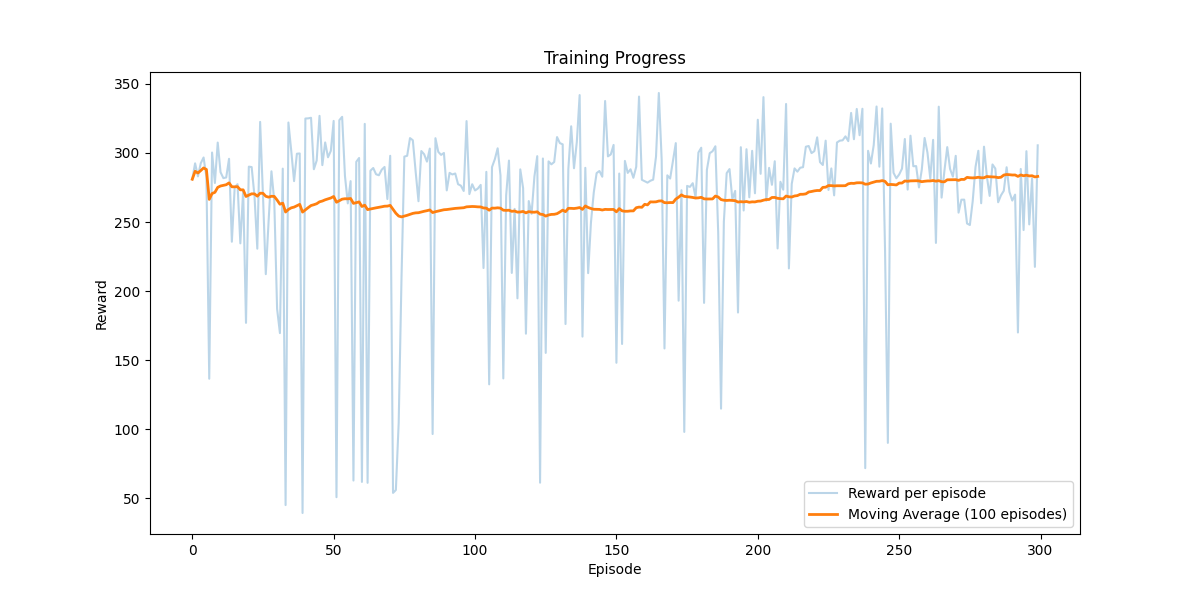 Training Progress
350
300
250
200
150
100
50
Reward
0
50
100
150
200
250
300
Episode
Reward per episode
Moving Average (100 episodes)